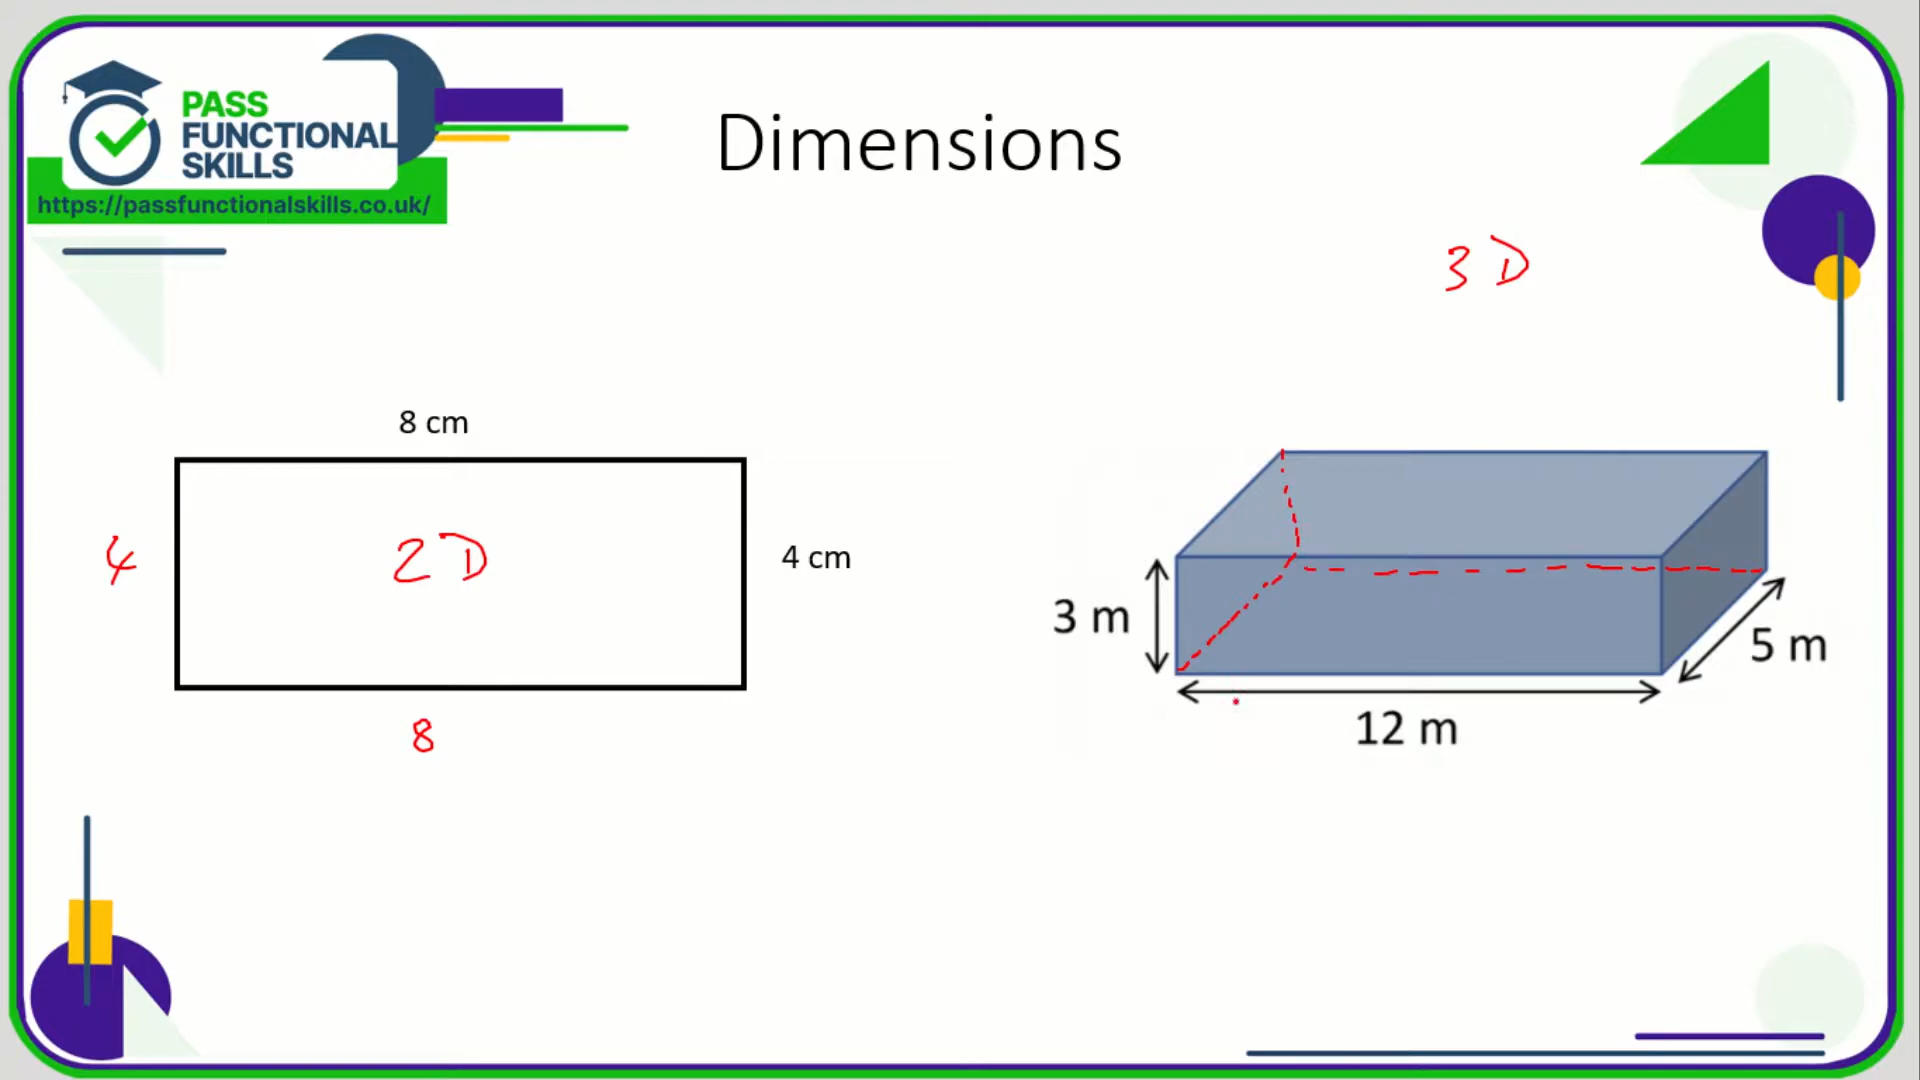 PASS
FUNCTIONAL
SKILLS
https://passfunctionalskills.co.uk/
Dimensions
3D
8 cm
4
2D
4 cm
8
3 m
5 m
12 m